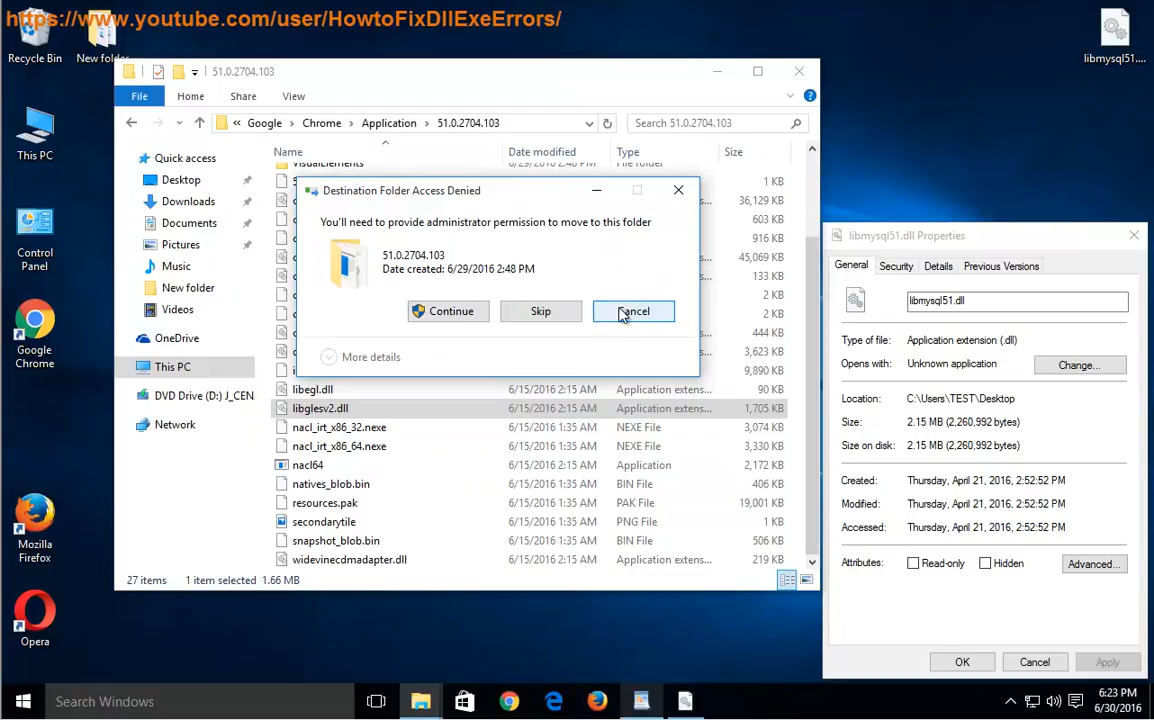 https://www.youtube.com/user/HowtoFixDllExeErrors/
Recycle Bin
New folder
libmysql51....
This PC
Control
Panel
Google
Chrome
Mozilla
Firefox
Opera
51.0.2704.103
File Home Share View
« Google > Chrome > Application > 51.0.2704.103
Search 51.0.2704.103
Quick access
Desktop
Downloads
Documents
Pictures
Music
New folder
Videos
OneDrive
This PC
DVD Drive (D:) J_CEN
Network
Name Date modified Type Size
VisualElements 6/29/2016 2:48 PM File folder
1 KB
36,129 KB
603 KB
916 KB
45,069 KB
133 KB
2 KB
2 KB
444 KB
3,623 KB
9,890 KB
libegl.dll 6/15/2016 2:15 AM Application extens... 90 KB
libglesv2.dll 6/15/2016 2:15 AM Application extens... 1,705 KB
nacl_irt_x86_32.nexe 6/15/2016 1:35 AM NEXE File 3,074 KB
nacl_irt_x86_64.nexe 6/15/2016 1:35 AM NEXE File 3,330 KB
nacl64 6/15/2016 2:15 AM Application 2,172 KB
natives_blob.bin 6/15/2016 1:35 AM BIN File 406 KB
resources.pak 6/15/2016 1:35 AM PAK File 19,001 KB
secondarytile 6/15/2016 1:35 AM PNG File 1 KB
snapshot_blob.bin 6/15/2016 1:35 AM BIN File 506 KB
widevinecdmadapter.dll 6/15/2016 2:15 AM Application extens... 219 KB
27 items 1 item selected 1.66 MB
Destination Folder Access Denied
You'll need to provide administrator permission to move to this folder
51.0.2704.103
Date created: 6/29/2016 2:48 PM
Continue Skip Cancel
More details
libmysql51.dll Properties
General Security Details Previous Versions
libmysql51.dll
Type of file: Application extension (.dll)
Opens with: Unknown application Change...
Location: C:\Users\TEST\Desktop
Size: 2.15 MB (2,260,992 bytes)
Size on disk: 2.15 MB (2,260,992 bytes)
Created: Thursday, April 21, 2016, 2:52:52 PM
Modified: Thursday, April 21, 2016, 2:52:52 PM
Accessed: Thursday, April 21, 2016, 2:52:52 PM
Attributes: Read-only Hidden Advanced...
OK Cancel Apply
Search Windows
6:23 PM
6/30/2016